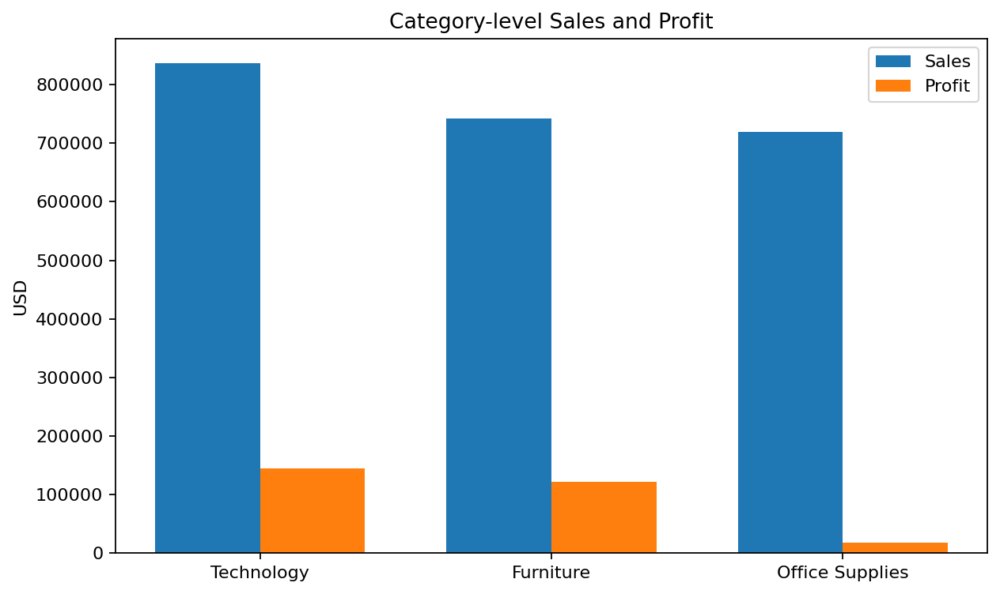 Category-level Sales and Profit
Sales
Profit
USD
800000
700000
600000
500000
400000
300000
200000
100000
0
Technology
Furniture
Office Supplies